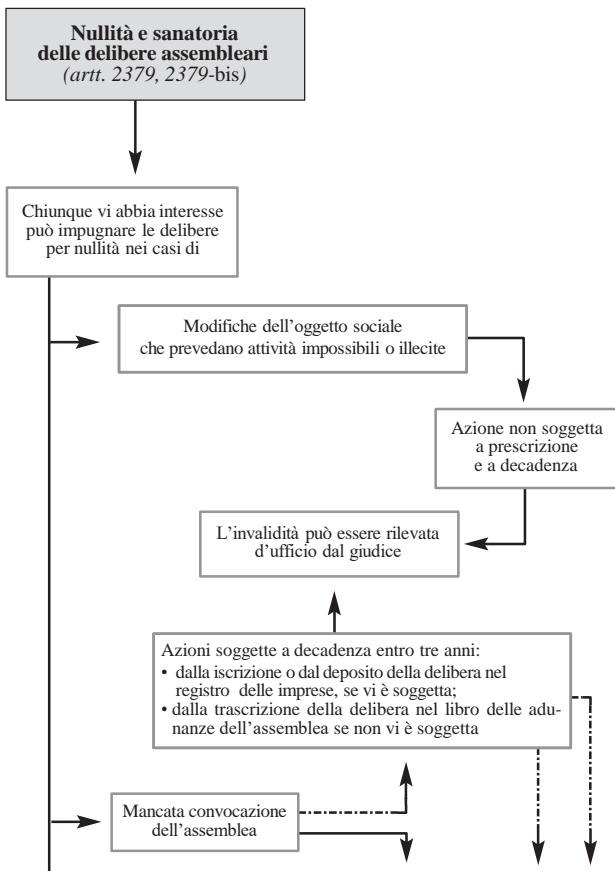 Nullità e sanatoria
delle delibere assembleari
(artt. 2379, 2379-bis)
Chiunque vi abbia interesse
può impugnare le delibere
per nullità nei casi di
Modifiche dell'oggetto sociale
che prevedano attività impossibili o illecite
Azione non soggetta
a prescrizione
e a decadenza
L'invalidità può essere rilevata
d'ufficio dal giudice
Azioni soggette a decadenza entro tre anni:
• dalla iscrizione o dal deposito della delibera nel
registro delle imprese, se vi è soggetta;
• dalla trascrizione della delibera nel libro delle adu-
nanze dell'assemblea se non vi è soggetta
Mancata convocazione
dell'assemblea